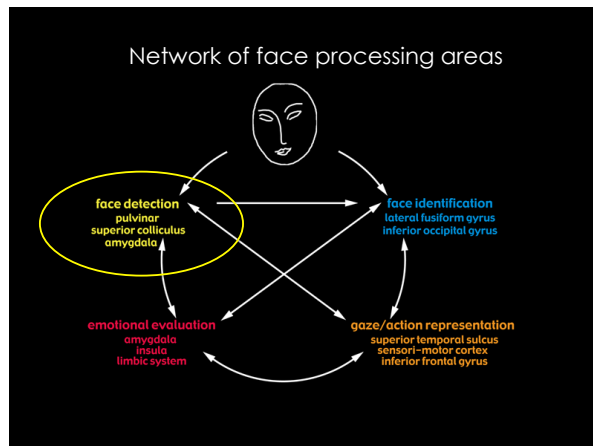 Network of face processing areas
face detection
pulvinar
superior colliculus
amygdala
face identification
lateral fusiform gyrus
inferior occipital gyrus
emotional evaluation
amygdala
insula
limbic system
gaze/action representation
superior temporal sulcus
sensori-motor cortex
inferior frontal gyrus